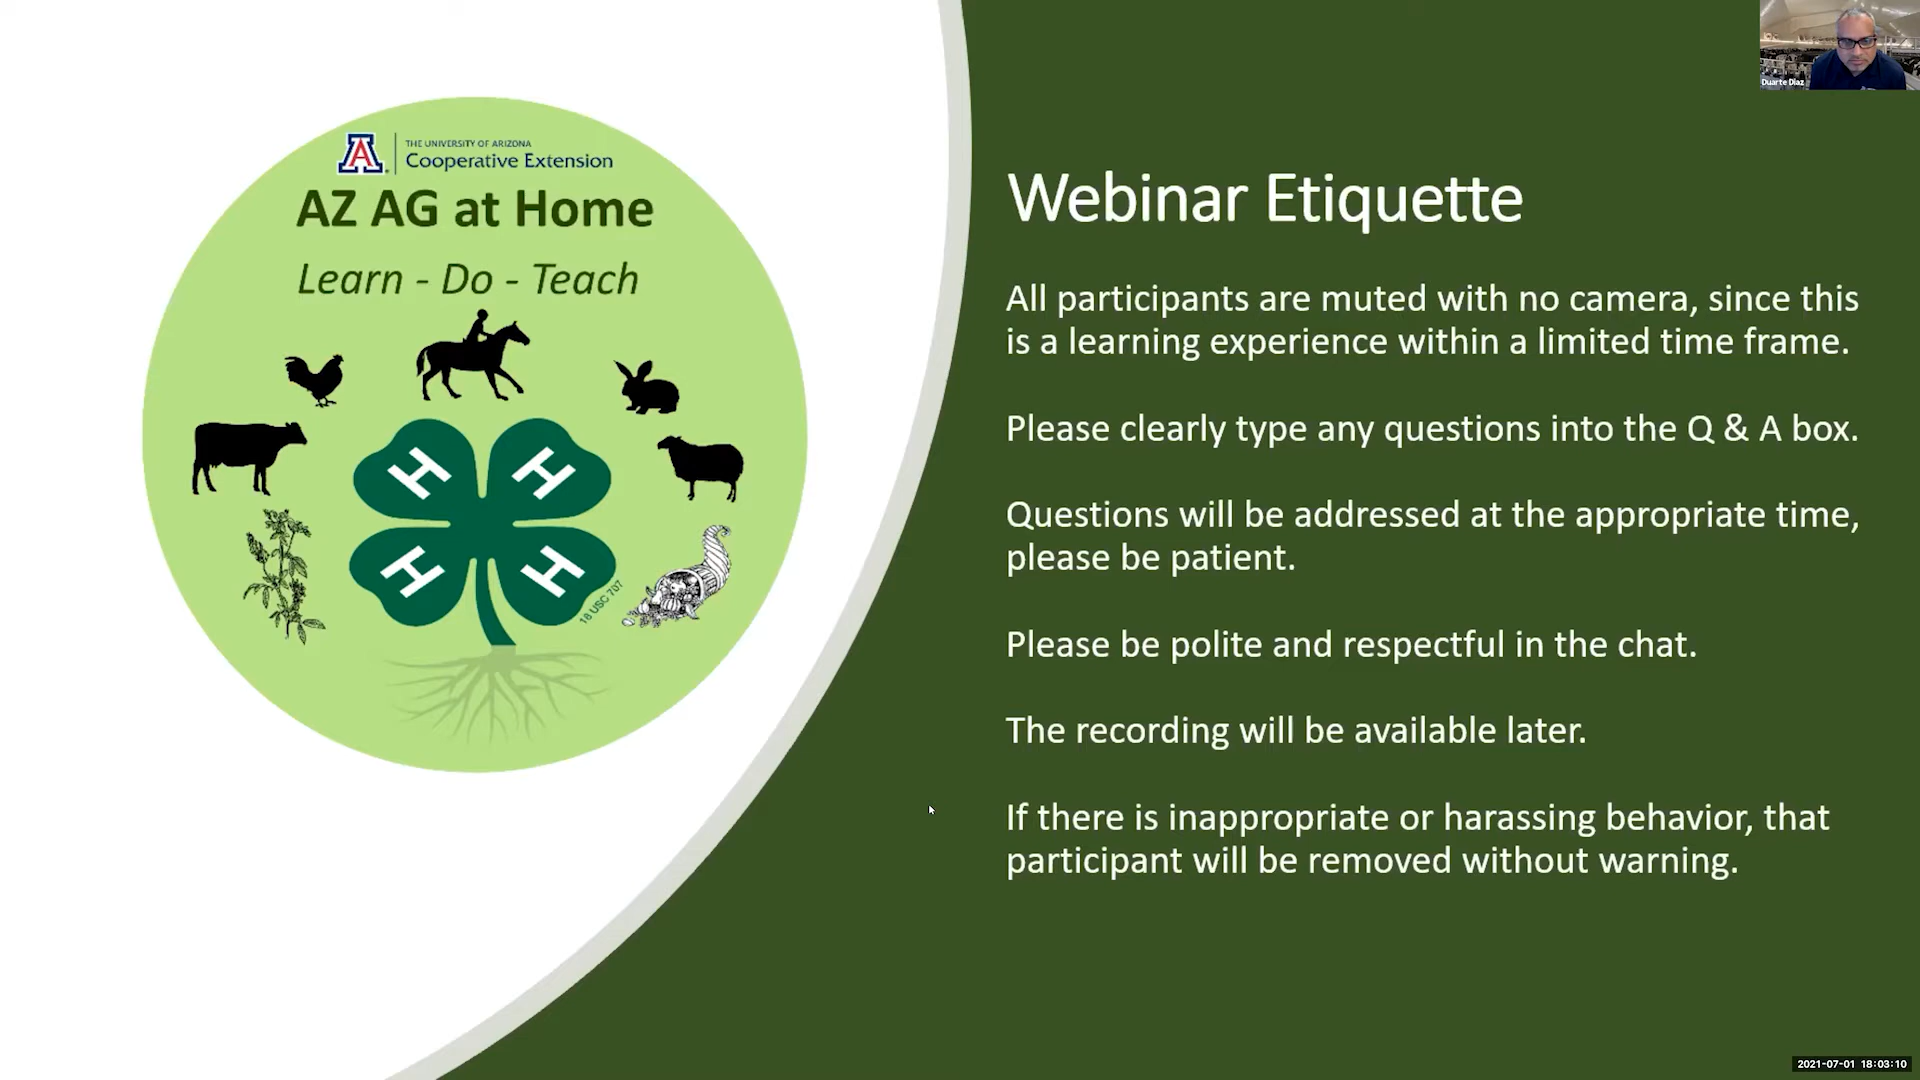 THE UNIVERSITY OF ARIZONA
Cooperative Extension
AZ AG at Home
Learn - Do - Teach
H H
H H
18 USC 707
Webinar Etiquette
All participants are muted with no camera, since this
is a learning experience within a limited time frame.
Please clearly type any questions into the Q & A box.
Questions will be addressed at the appropriate time,
please be patient.
Please be polite and respectful in the chat.
The recording will be available later.
If there is inappropriate or harassing behavior, that
participant will be removed without warning.
Duarte Diaz
2021-07-01 18:03:10